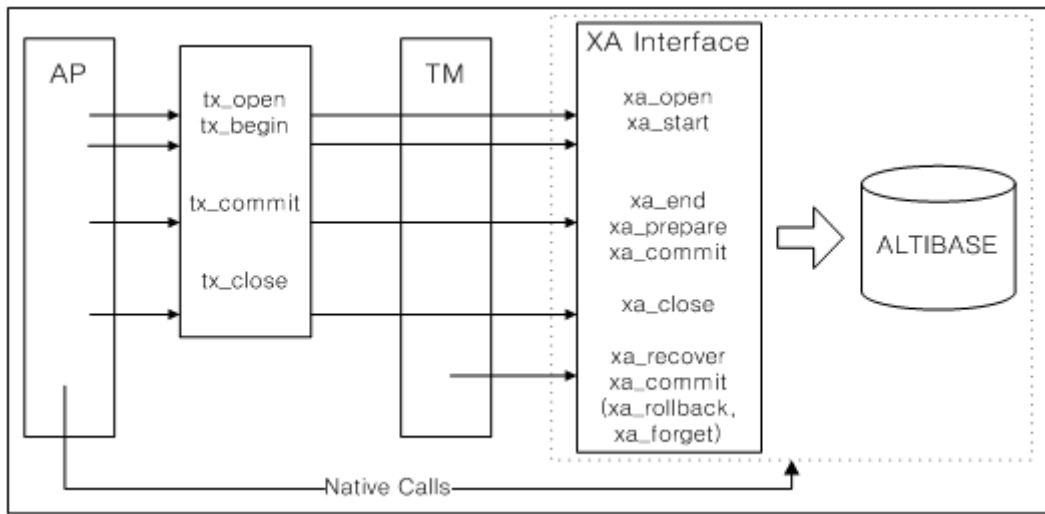 AP
tx_open
tx_begin
tx_commit
tx_close
TM
XA Interface
xa_open
xa_start
xa_end
xa_prepare
xa_commit
xa_close
xa_recover
xa_commit
(xa_rollback,
xa_forget)
ALTIBASE
Native Calls